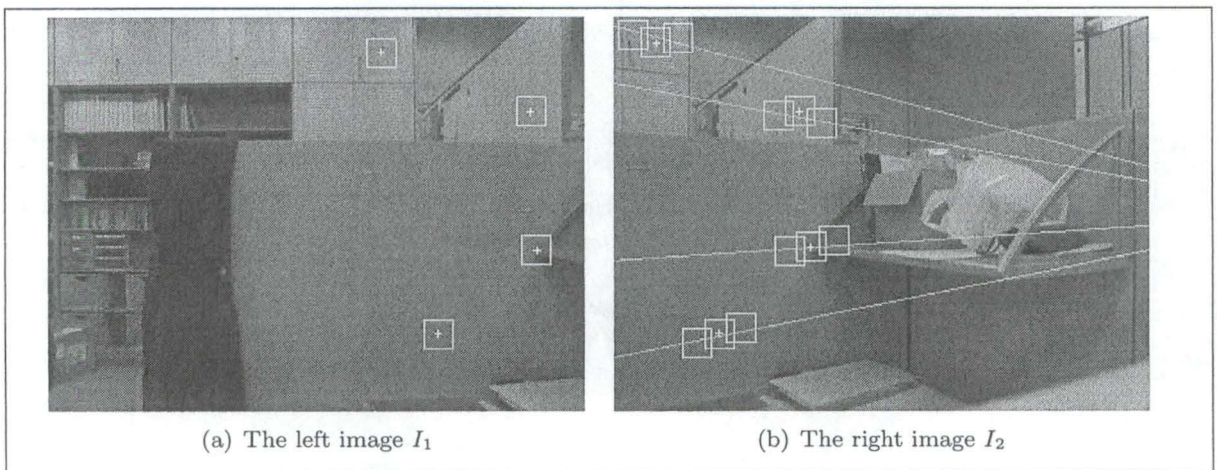 (a) The left image I₁
(b) The right image I₂